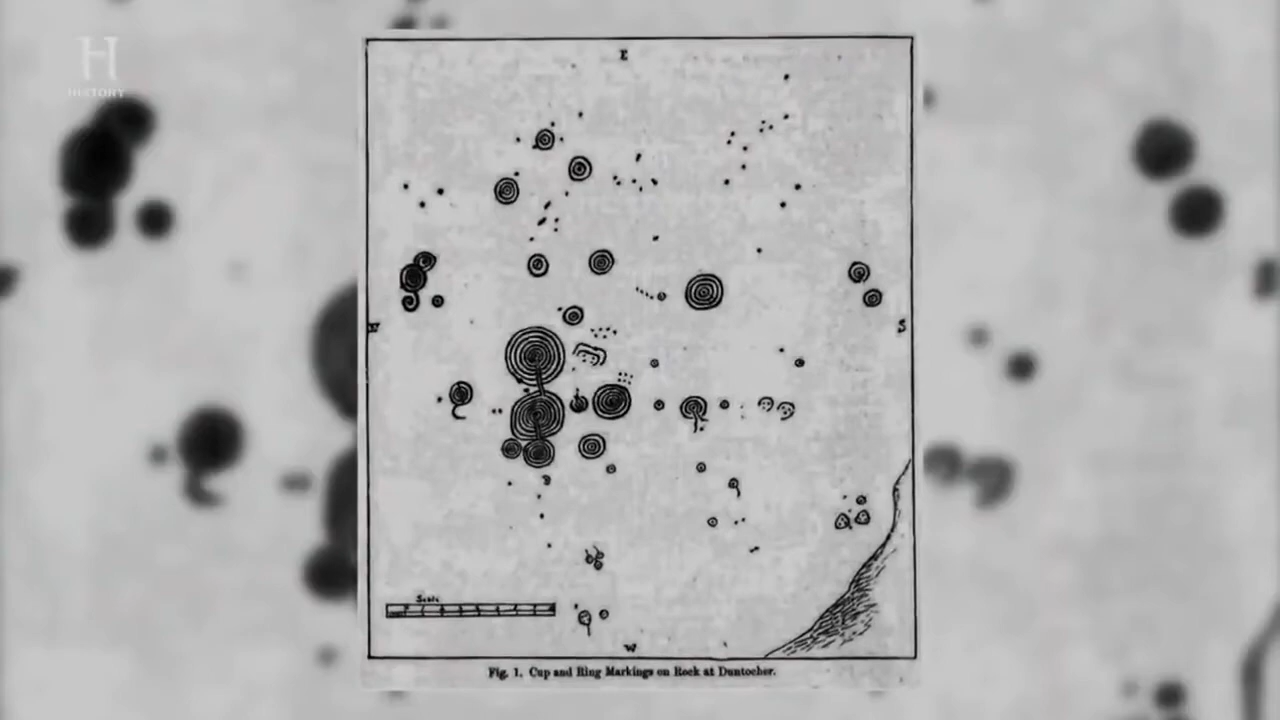 H
HISTORY
E
S
Scale
W
Fig. 1. Cup and Ring Markings on Rock at Duntocher.